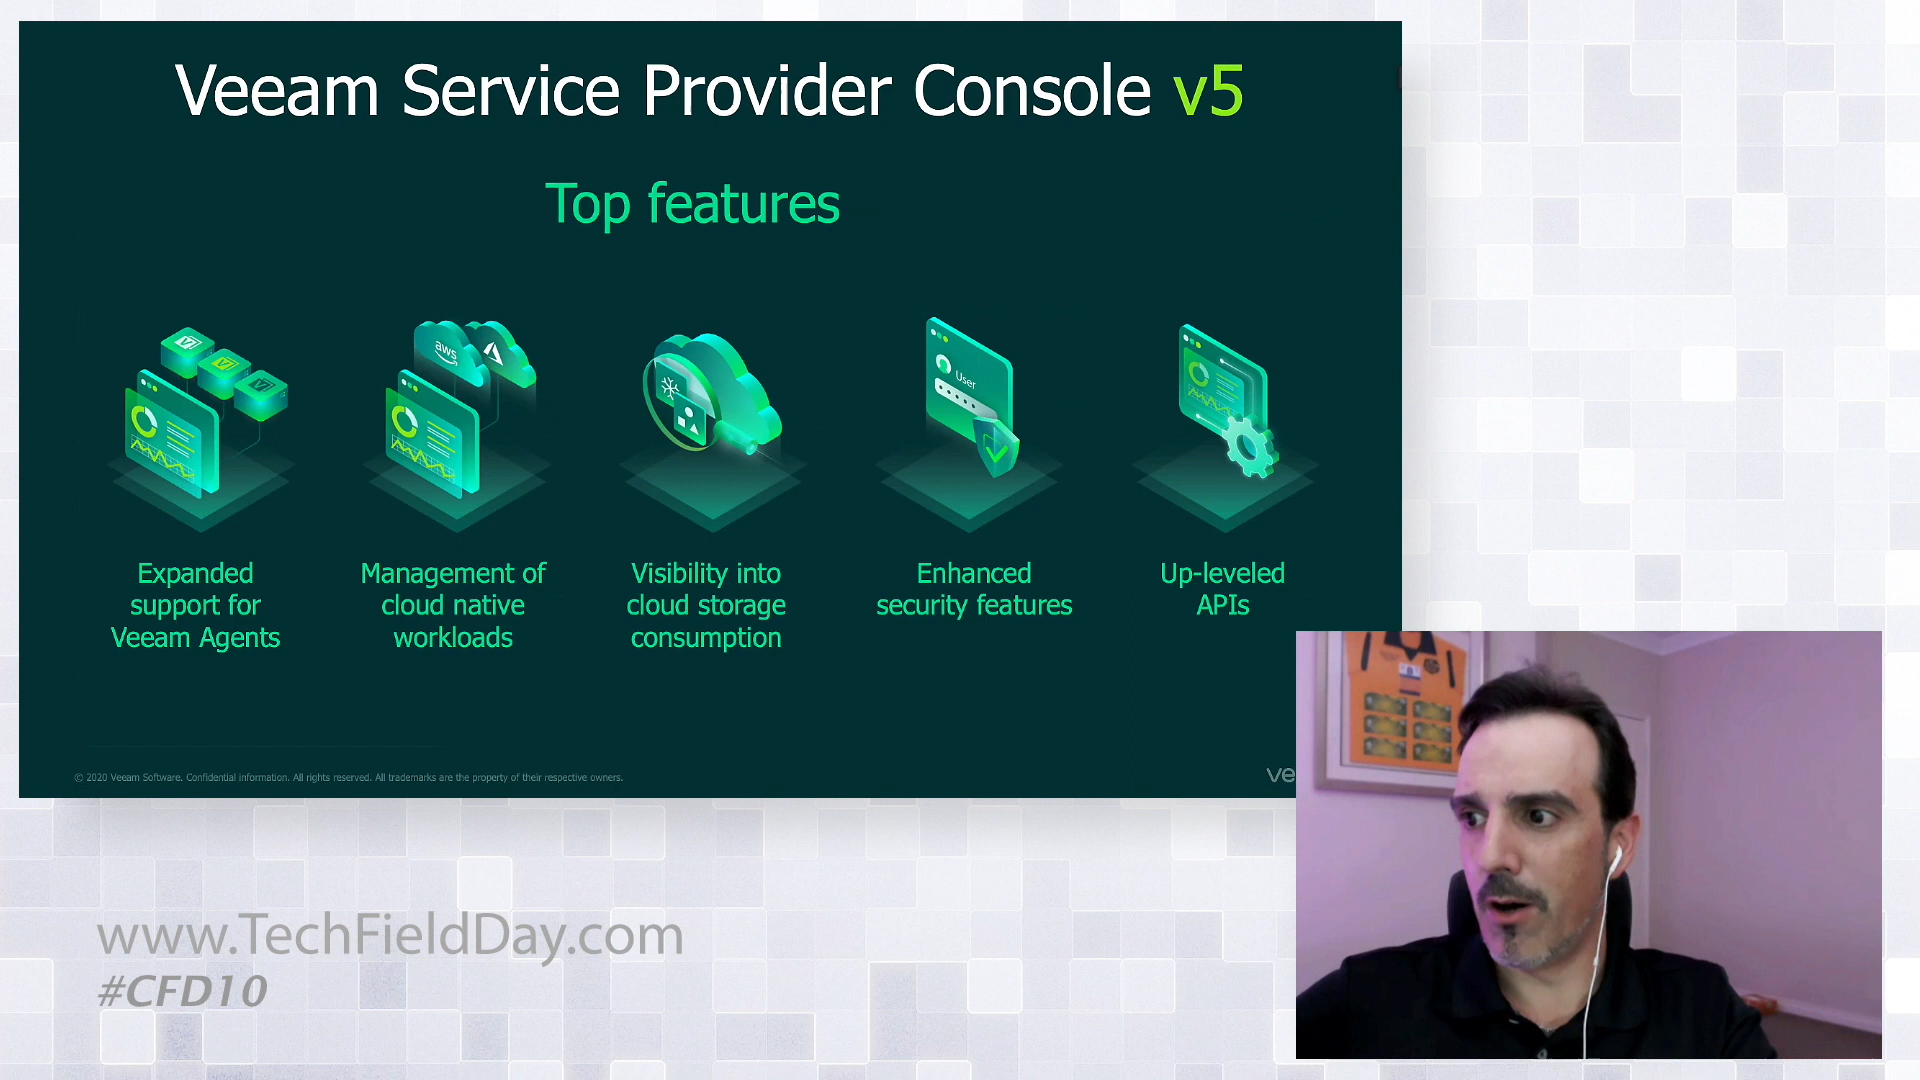 Veeam Service Provider Console v5
Top features
aws
User
Expanded
support for
Veeam Agents
Management of
cloud native
workloads
Visibility into
cloud storage
consumption
Enhanced
security features
Up-leveled
APIs
© 2020 Veeam Software. Confidential information. All rights reserved. All trademarks are the property of their respective owners.
ve
www.TechFieldDay.com
#CFD10